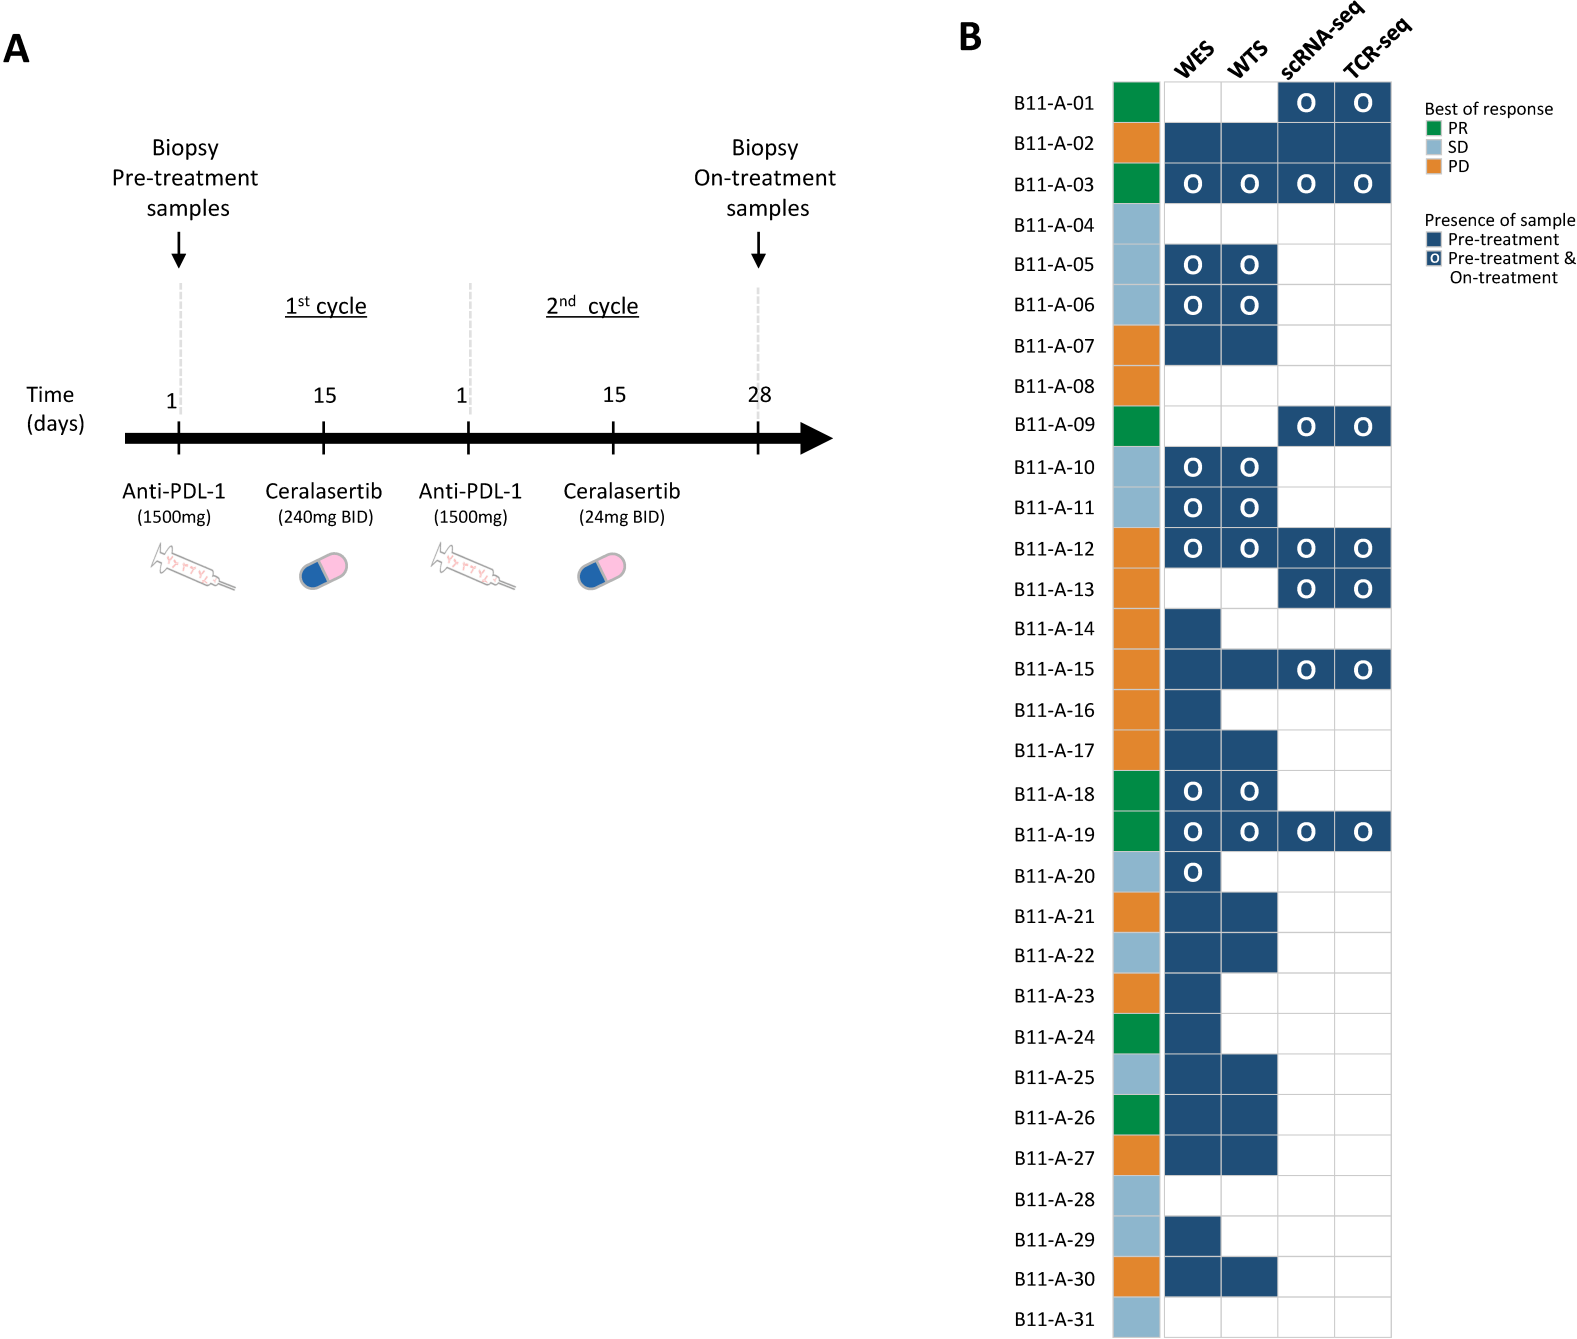 A
Biopsy
Pre-treatment
samples
Biopsy
On-treatment
samples
1st cycle
2nd cycle
Time
(days)
1
15
1
15
28
Anti-PDL-1
(1500mg)
Ceralasertib
(240mg BID)
Anti-PDL-1
(1500mg)
Ceralasertib
(24mg BID)
B
WES
WTS
scRNA-seq
TCR-seq
B11-A-01 O O
B11-A-02
B11-A-03 O O O O
B11-A-04
B11-A-05 O O
B11-A-06 O O
B11-A-07
B11-A-08
B11-A-09 O O
B11-A-10 O O
B11-A-11 O O
B11-A-12 O O O O
B11-A-13 O O
B11-A-14
B11-A-15 O O
B11-A-16
B11-A-17
B11-A-18 O O
B11-A-19 O O O O
B11-A-20 O
B11-A-21
B11-A-22
B11-A-23
B11-A-24
B11-A-25
B11-A-26
B11-A-27
B11-A-28
B11-A-29
B11-A-30
B11-A-31
Best of response
PR
SD
PD
Presence of sample
Pre-treatment
O Pre-treatment &
On-treatment